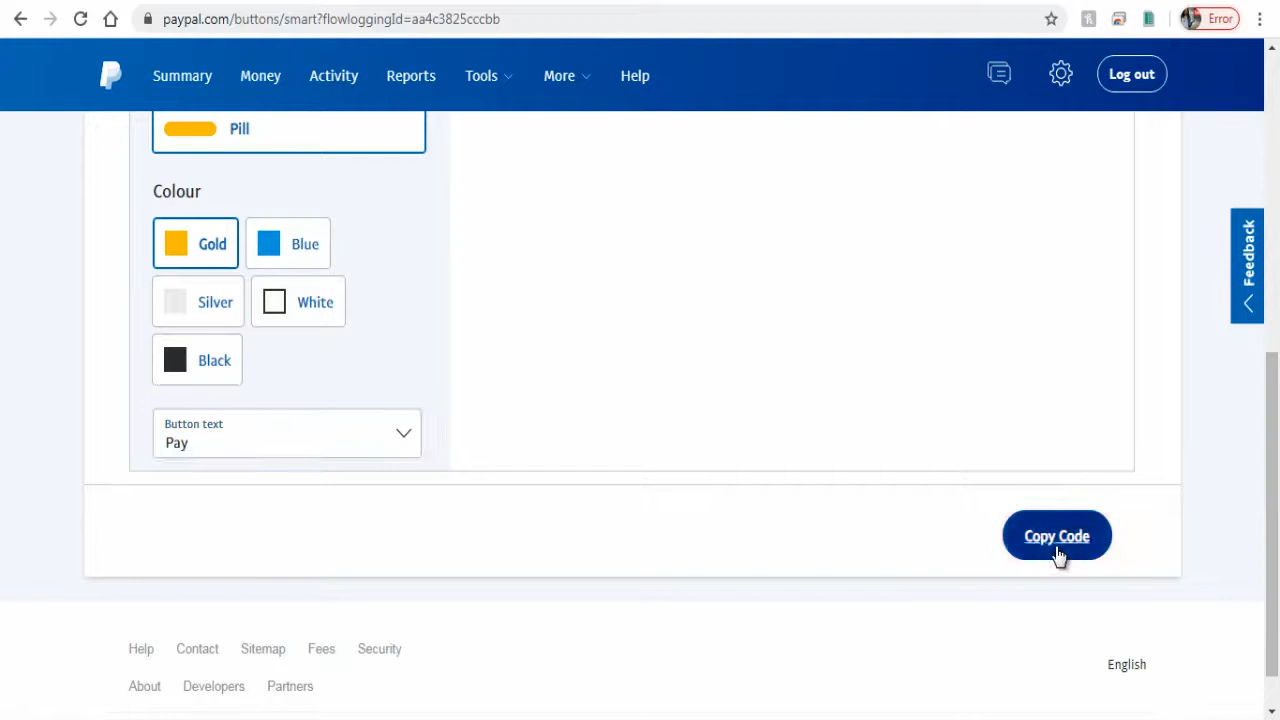 paypal.com/buttons/smart?flowloggingId=aa4c3825cccbb
Error
Summary Money Activity Reports Tools More Help
Log out
Pill
Colour
Gold Blue
Silver White
Black
Button text
Pay
Feedback
Copy Code
Help Contact Sitemap Fees Security
English
About Developers Partners